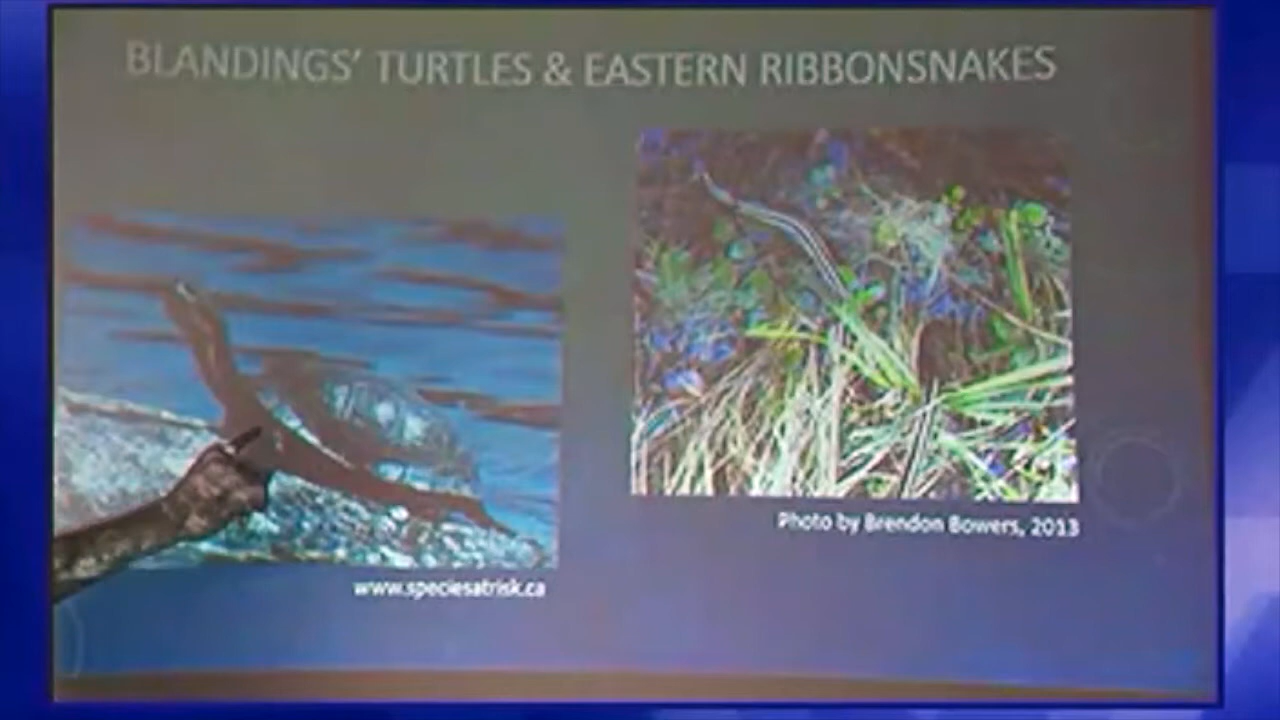 BLANDINGS' TURTLES & EASTERN RIBBONSNAKES
Photo by Brendon Bowers, 2013
www.speciesatrisk.ca